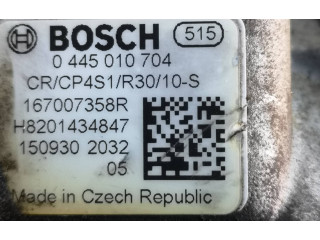 BOSCH 515
0 445 010 704
CR/CP4S1/R30/10-S
167007358R
H8201434847
150930 2032
05
Made in Czech Republic